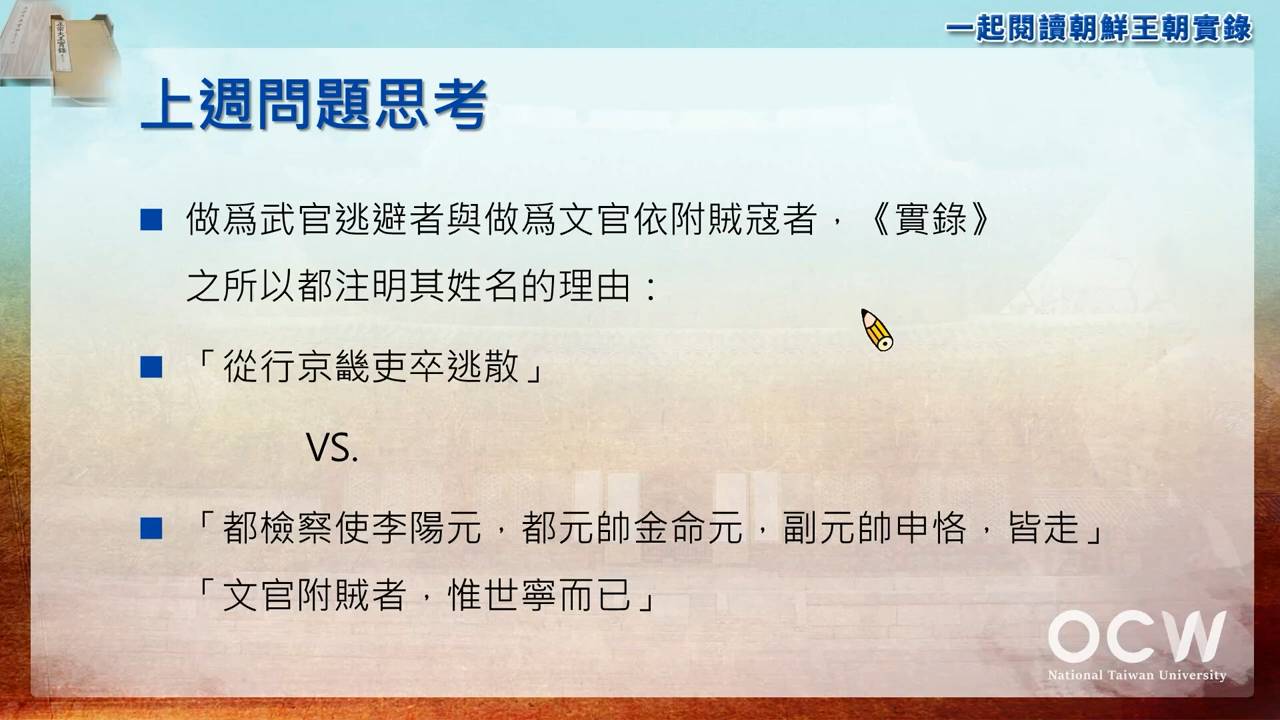 一起閱讀朝鮮王朝實錄
上週問題思考
做爲武官逃避者與做爲文官依附賊寇者，《實錄》
之所以都注明其姓名的理由：
「從行京畿吏卒逃散」
VS.
「都檢察使李陽元，都元帥金命元，副元帥申恪，皆走」
「文官附賊者，惟世寧而已」
OCW
National Taiwan University